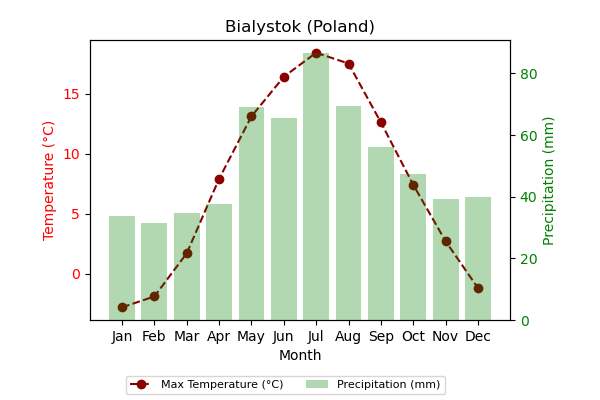 Bialystok (Poland)
Temperature (°C)
15
10
5
0
80
60
40
20
0
Precipitation (mm)
Jan Feb Mar Apr May Jun Jul Aug Sep Oct Nov Dec
Month
Max Temperature (°C) Precipitation (mm)